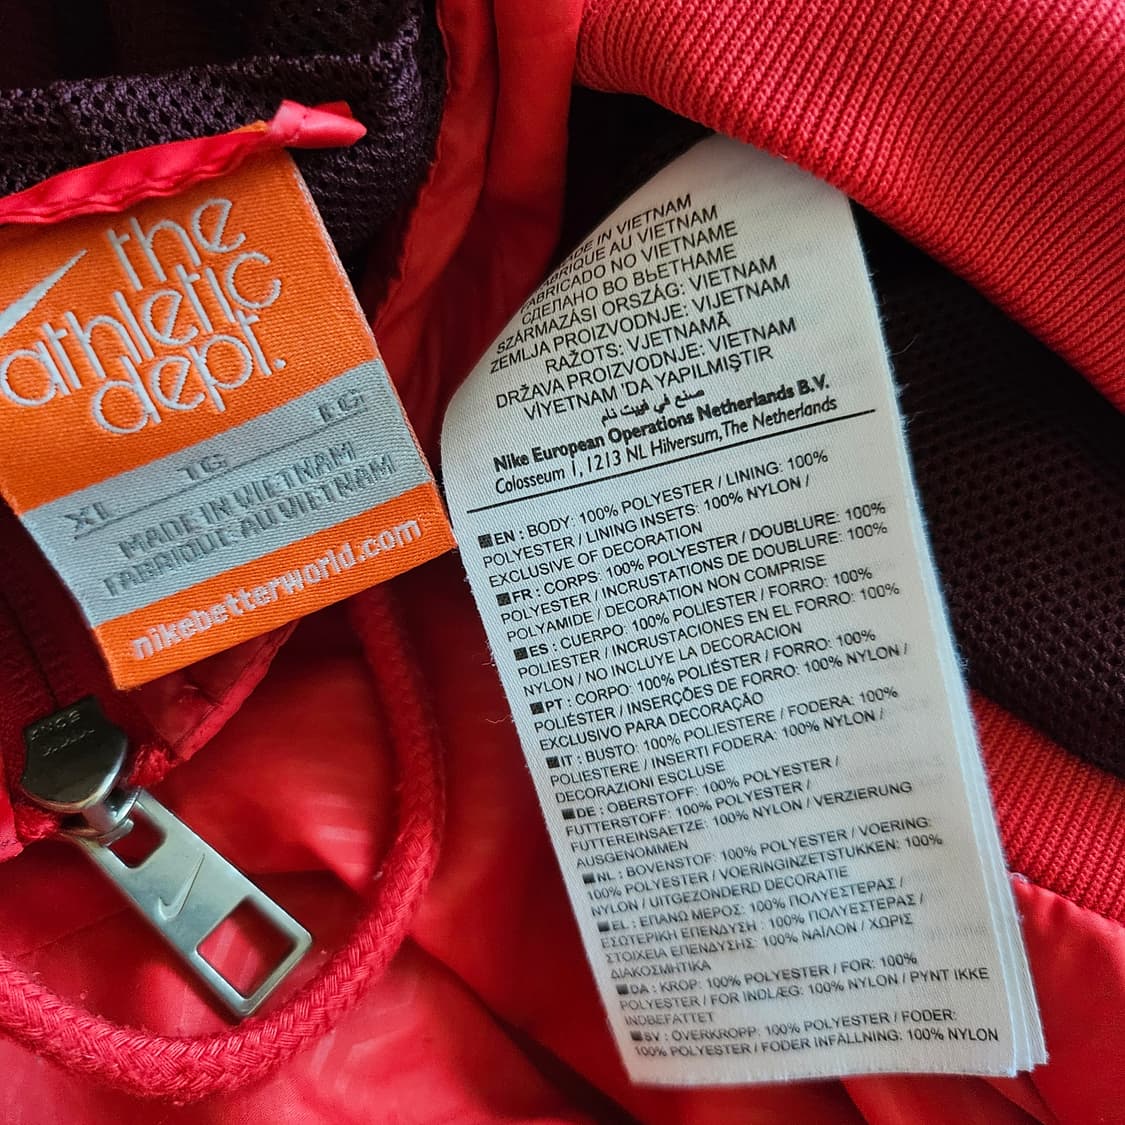 the
athletic
dept.
XL TG EG
MADE IN VIETNAM
FABRIQUE AU VIETNAM
nikebetterworld.com
MADE IN VIETNAM
FABRIQUE AU VIETNAM
FABRICADO NO VIETNAME
СДЕЛАНО ВО ВЬЕТНАМЕ
SZÁRMAZÁSI ORSZÁG: VIETNAM
ZEMLJA PROIZVODNJE: VIJETNAM
RAŽOTS: VJETNAMĀ
DRŽAVA PROIZVODNJE: VIETNAM
VİYETNAM 'DA YAPILMIŞTIR
صنع في فييت نام
Nike European Operations Netherlands B.V.
Colosseum 1, 1213 NL Hilversum, The Netherlands
EN : BODY: 100% POLYESTER / LINING: 100%
POLYESTER / LINING INSETS: 100% NYLON /
EXCLUSIVE OF DECORATION
FR : CORPS: 100% POLYESTER / DOUBLURE: 100%
POLYESTER / INCRUSTATIONS DE DOUBLURE: 100%
POLYAMIDE / DECORATION NON COMPRISE
ES : CUERPO: 100% POLIESTER / FORRO: 100%
POLIESTER / INCRUSTACIONES EN EL FORRO: 100%
NYLON / NO INCLUYE LA DECORACION
PT : CORPO: 100% POLIÉSTER / FORRO: 100%
POLIÉSTER / INSERÇÕES DE FORRO: 100% NYLON /
EXCLUSIVO PARA DECORAÇÃO
IT : BUSTO: 100% POLIESTERE / FODERA: 100%
POLIESTERE / INSERTI FODERA: 100% NYLON /
DECORAZIONI ESCLUSE
DE : OBERSTOFF: 100% POLYESTER /
FUTTERSTOFF: 100% POLYESTER /
FUTTEREINSAETZE: 100% NYLON / VERZIERUNG
AUSGENOMMEN
NL : BOVENSTOF: 100% POLYESTER / VOERING:
100% POLYESTER / VOERINGINZETSTUKKEN: 100%
NYLON / UITGEZONDERD DECORATIE
EL : ΕΠΑΝΩ ΜΕΡΟΣ: 100% ΠΟΛΥΕΣΤΕΡΑΣ /
ΕΣΩΤΕΡΙΚΗ ΕΠΕΝΔΥΣΗ : 100% ΠΟΛΥΕΣΤΕΡΑΣ /
ΣΤΟΙΧΕΙΑ ΕΠΕΝΔΥΣΗΣ: 100% ΝΑΪΛΟΝ / ΧΩΡΙΣ
ΔΙΑΚΟΣΜΗΤΙΚΑ
DA : KROP: 100% POLYESTER / FOR: 100%
POLYESTER / FOR INDLÆG: 100% NYLON / PYNT IKKE
INDBEFATTET
SV : ÖVERKROPP: 100% POLYESTER / FODER:
100% POLYESTER / FODER INFÄLLNING: 100% NYLON